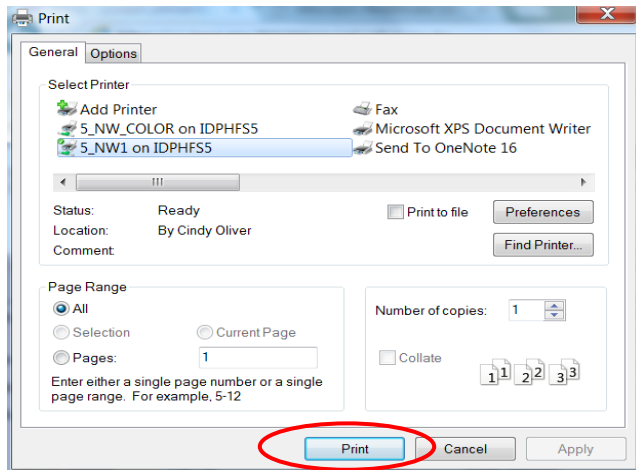 Print
General Options
Select Printer
Add Printer Fax
5_NW_COLOR on IDPHFS5 Microsoft XPS Document Writer
5_NW1 on IDPHFS5 Send To OneNote 16
Status: Ready Print to file Preferences
Location: By Cindy Oliver
Comment: Find Printer...
Page Range
All Number of copies: 1
Selection Current Page
Pages: 1 Collate
1 1 2 2 3 3
Enter either a single page number or a single
page range. For example, 5-12
Print Cancel Apply